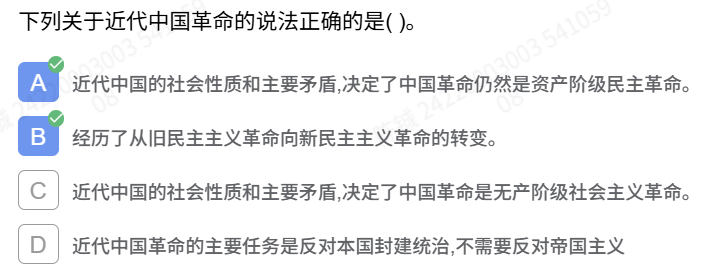 下列关于近代中国革命的说法正确的是( )。
A 近代中国的社会性质和主要矛盾,决定了中国革命仍然是资产阶级民主革命。
B 经历了从旧民主主义革命向新民主主义革命的转变。
C 近代中国的社会性质和主要矛盾,决定了中国革命是无产阶级社会主义革命。
D 近代中国革命的主要任务是反对本国封建统治,不需要反对帝国主义